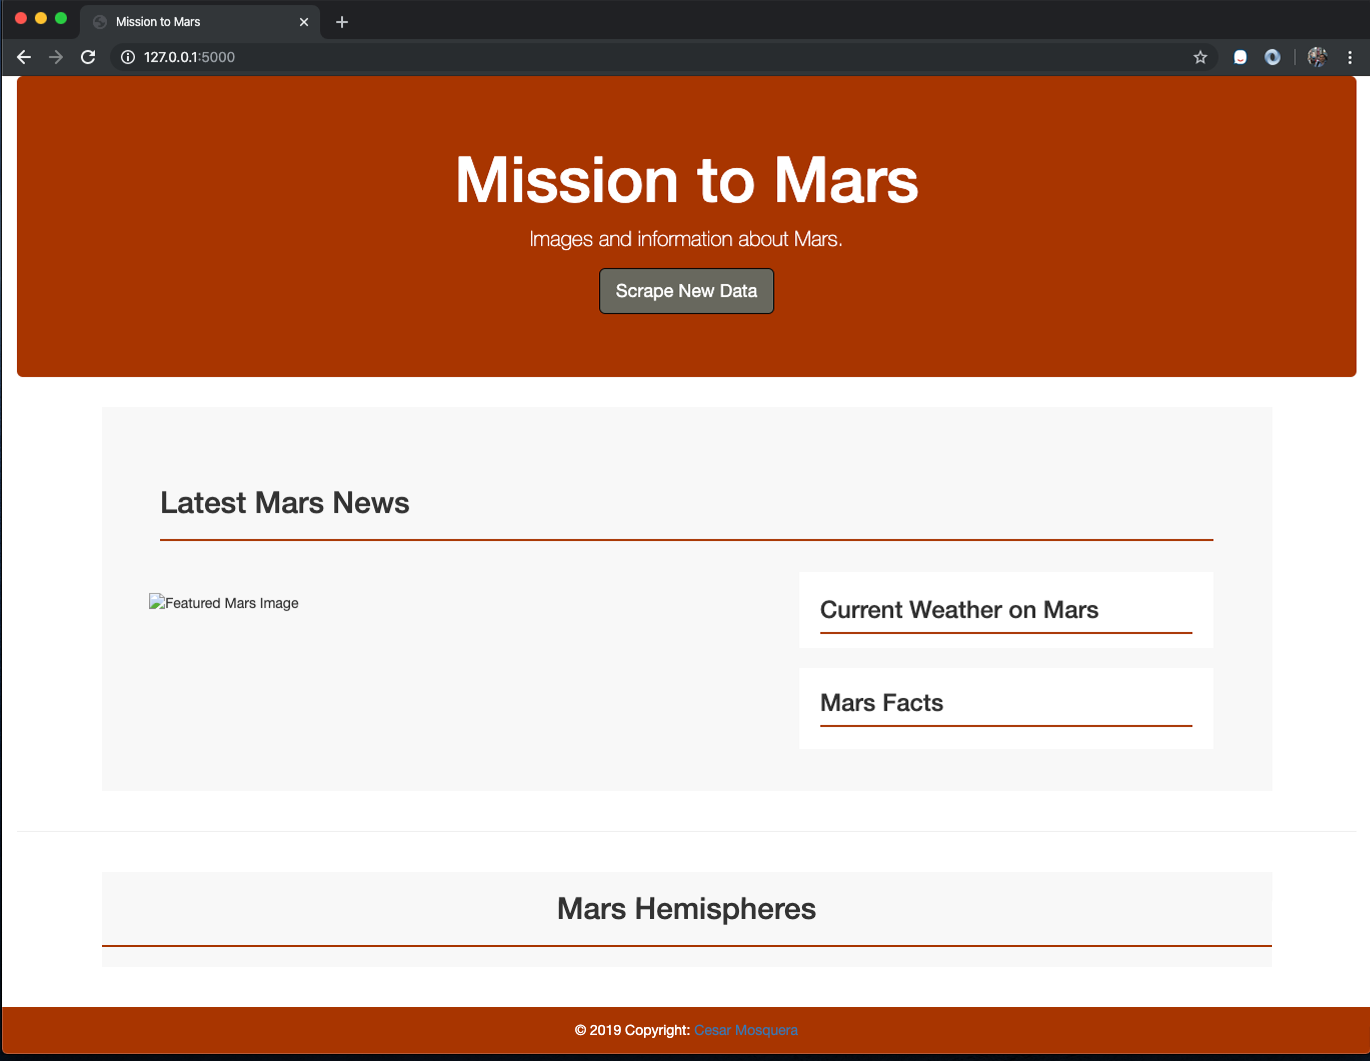 Mission to Mars
127.0.0.1:5000
Mission to Mars
Images and information about Mars.
Scrape New Data
Latest Mars News
Featured Mars Image
Current Weather on Mars
Mars Facts
Mars Hemispheres
© 2019 Copyright: Cesar Mosquera